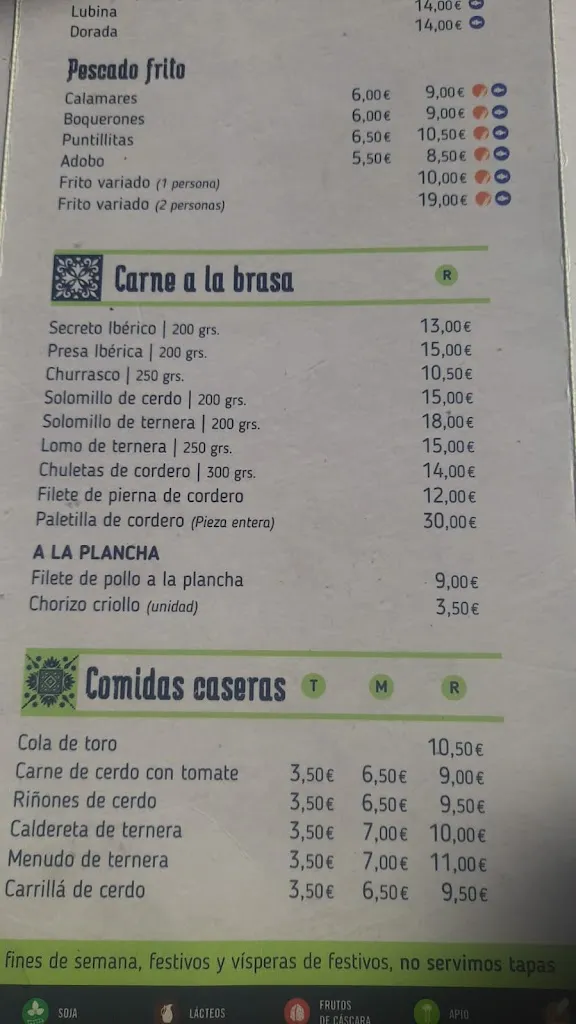 Lubina 14,00€
Dorada 14,00€
Pescado frito
Calamares 6,00€ 9,00€
Boquerones 6,00€ 9,00€
Puntillitas 6,50€ 10,50€
Adobo 5,50€ 8,50€
Frito variado (1 persona) 10,00€
Frito variado (2 personas) 19,00€
Carne a la brasa R
Secreto Ibérico | 200 grs. 13,00€
Presa Ibérica | 200 grs. 15,00€
Churrasco | 250 grs. 10,50€
Solomillo de cerdo | 200 grs. 15,00€
Solomillo de ternera | 200 grs. 18,00€
Lomo de ternera | 250 grs. 15,00€
Chuletas de cordero | 300 grs. 14,00€
Filete de pierna de cordero 12,00€
Paletilla de cordero (Pieza entera) 30,00€
A LA PLANCHA
Filete de pollo a la plancha 9,00€
Chorizo criollo (unidad) 3,50€
Comidas caseras T M R
Cola de toro 10,50€
Carne de cerdo con tomate 3,50€ 6,50€ 9,00€
Riñones de cerdo 3,50€ 6,50€ 9,50€
Caldereta de ternera 3,50€ 7,00€ 10,00€
Menudo de ternera 3,50€ 7,00€ 11,00€
Carrillá de cerdo 3,50€ 6,50€ 9,50€
fines de semana, festivos y vísperas de festivos, no servimos tapas
SOJA LÁCTEOS FRUTOS DE CÁSCARA APIO